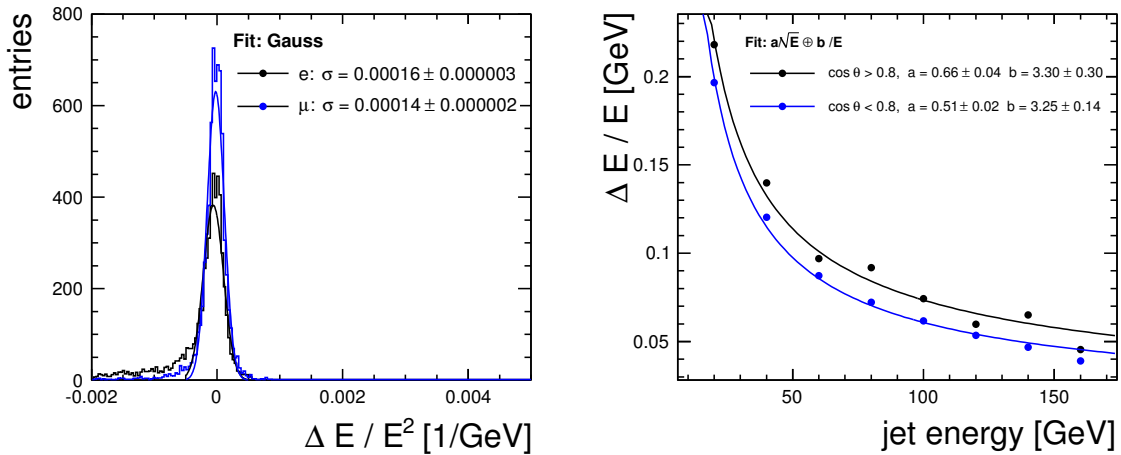 800
600
400
200
0
entries
Fit: Gauss
e: σ = 0.00016 ± 0.000003
μ: σ = 0.00014 ± 0.000002
-0.002 0 0.002 0.004
Δ E / E² [1/GeV]
Δ E / E [GeV]
0.2
0.15
0.1
0.05
Fit: a/√E ⊕ b /E
cos θ > 0.8, a = 0.66 ± 0.04 b = 3.30 ± 0.30
cos θ < 0.8, a = 0.51 ± 0.02 b = 3.25 ± 0.14
50 100 150
jet energy [GeV]